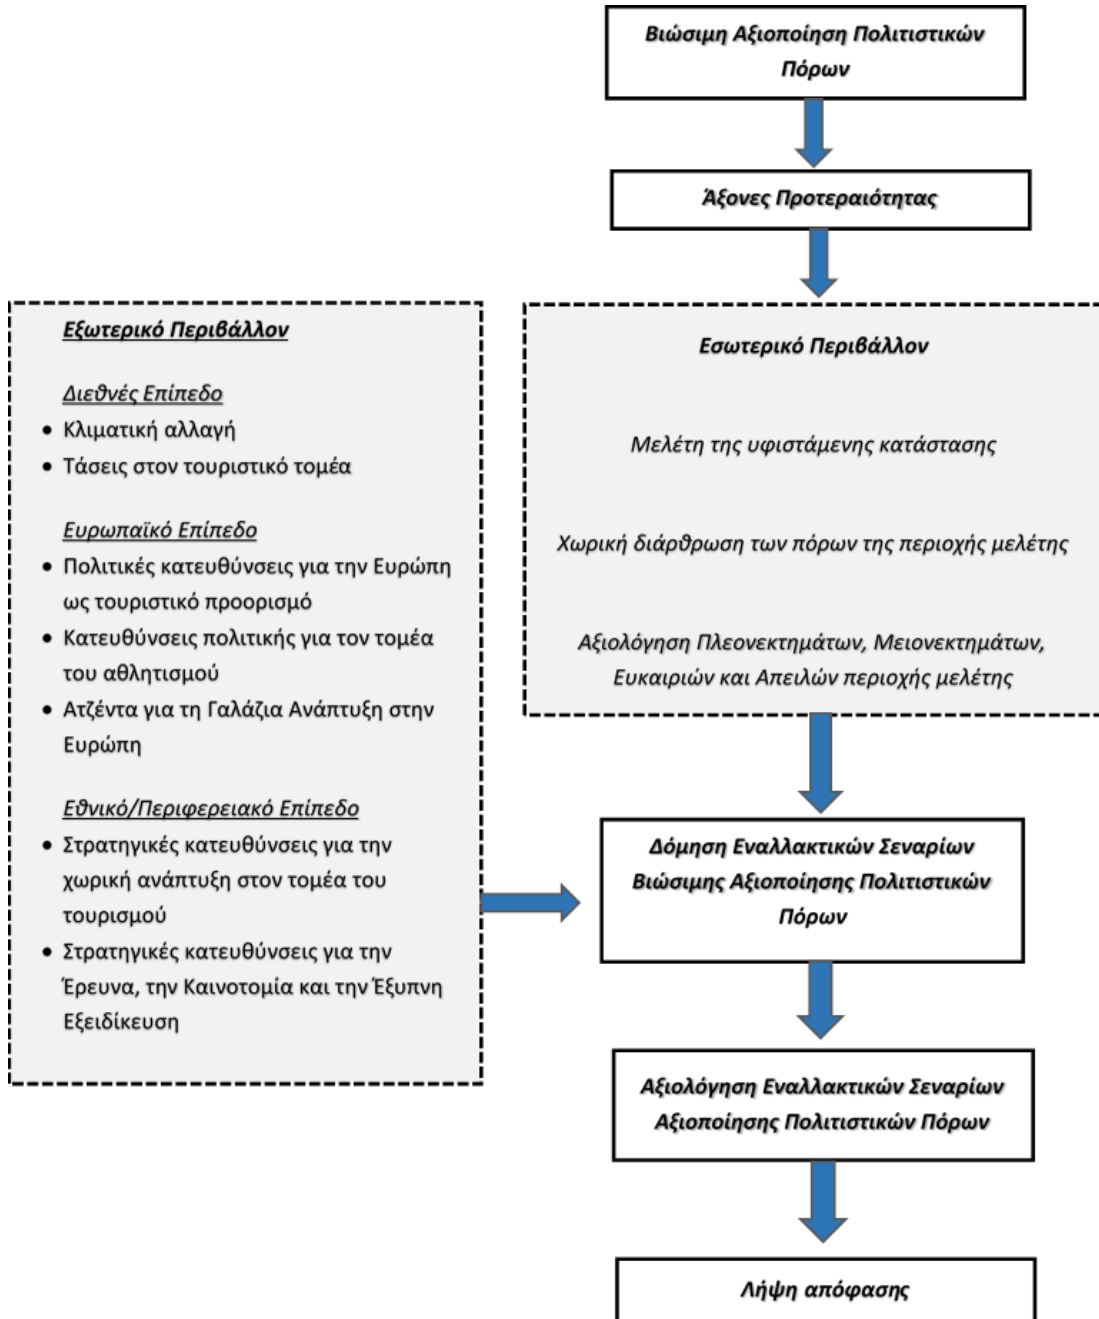 Βιώσιμη Αξιοποίηση Πολιτιστικών
Πόρων
Άξονες Προτεραιότητας
Εξωτερικό Περιβάλλον
Διεθνές Επίπεδο
• Κλιματική αλλαγή
• Τάσεις στον τουριστικό τομέα
Ευρωπαϊκό Επίπεδο
• Πολιτικές κατευθύνσεις για την Ευρώπη
ως τουριστικό προορισμό
• Κατευθύνσεις πολιτικής για τον τομέα
του αθλητισμού
• Ατζέντα για τη Γαλάζια Ανάπτυξη στην
Ευρώπη
Εθνικό/Περιφερειακό Επίπεδο
• Στρατηγικές κατευθύνσεις για την
χωρική ανάπτυξη στον τομέα του
τουρισμού
• Στρατηγικές κατευθύνσεις για την
Έρευνα, την Καινοτομία και την Έξυπνη
Εξειδίκευση
Εσωτερικό Περιβάλλον
Μελέτη της υφιστάμενης κατάστασης
Χωρική διάρθρωση των πόρων της περιοχής μελέτης
Αξιολόγηση Πλεονεκτημάτων, Μειονεκτημάτων,
Ευκαιριών και Απειλών περιοχής μελέτης
Δόμηση Εναλλακτικών Σεναρίων
Βιώσιμης Αξιοποίησης Πολιτιστικών
Πόρων
Αξιολόγηση Εναλλακτικών Σεναρίων
Αξιοποίησης Πολιτιστικών Πόρων
Λήψη απόφασης